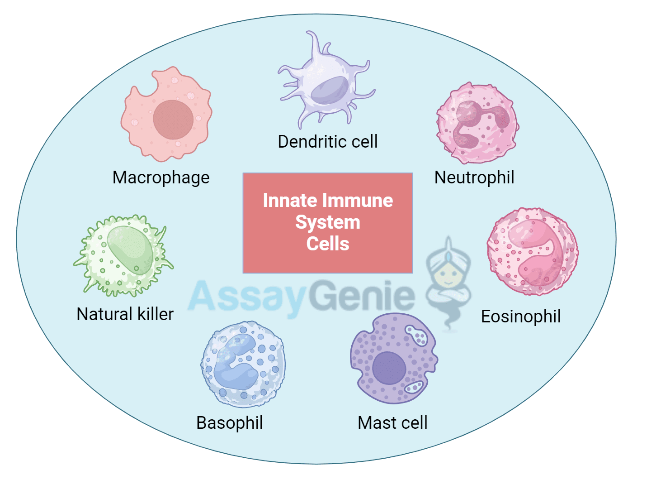 Dendritic cell
Macrophage
Neutrophil
Innate Immune
System
Cells
AssayGenie
Natural killer
Eosinophil
Basophil
Mast cell